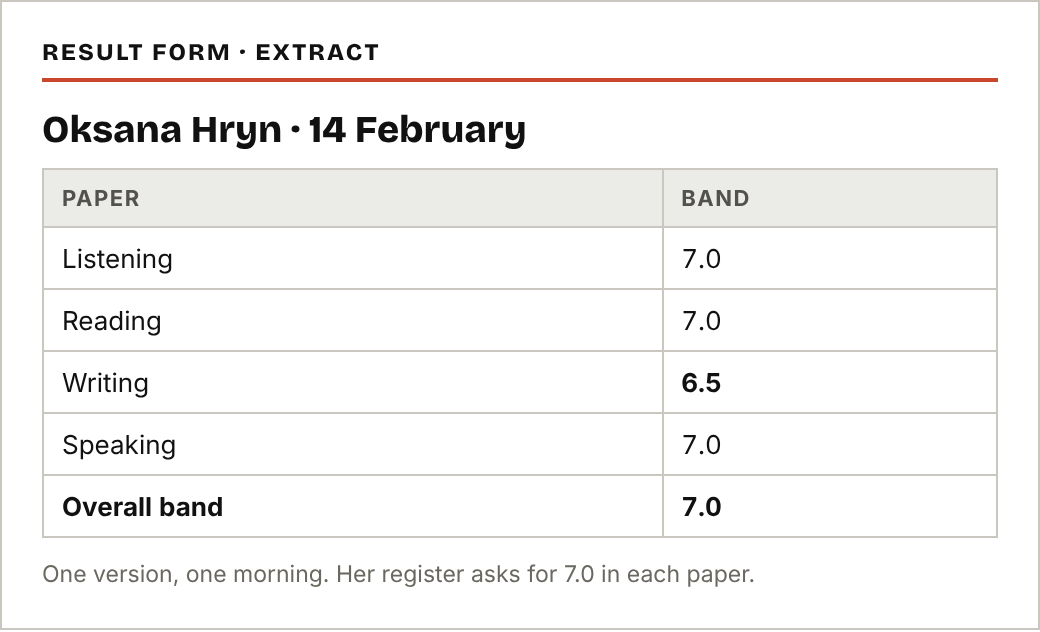 RESULT FORM · EXTRACT
Oksana Hryn · 14 February
PAPER BAND
Listening 7.0
Reading 7.0
Writing 6.5
Speaking 7.0
Overall band 7.0
One version, one morning. Her register asks for 7.0 in each paper.